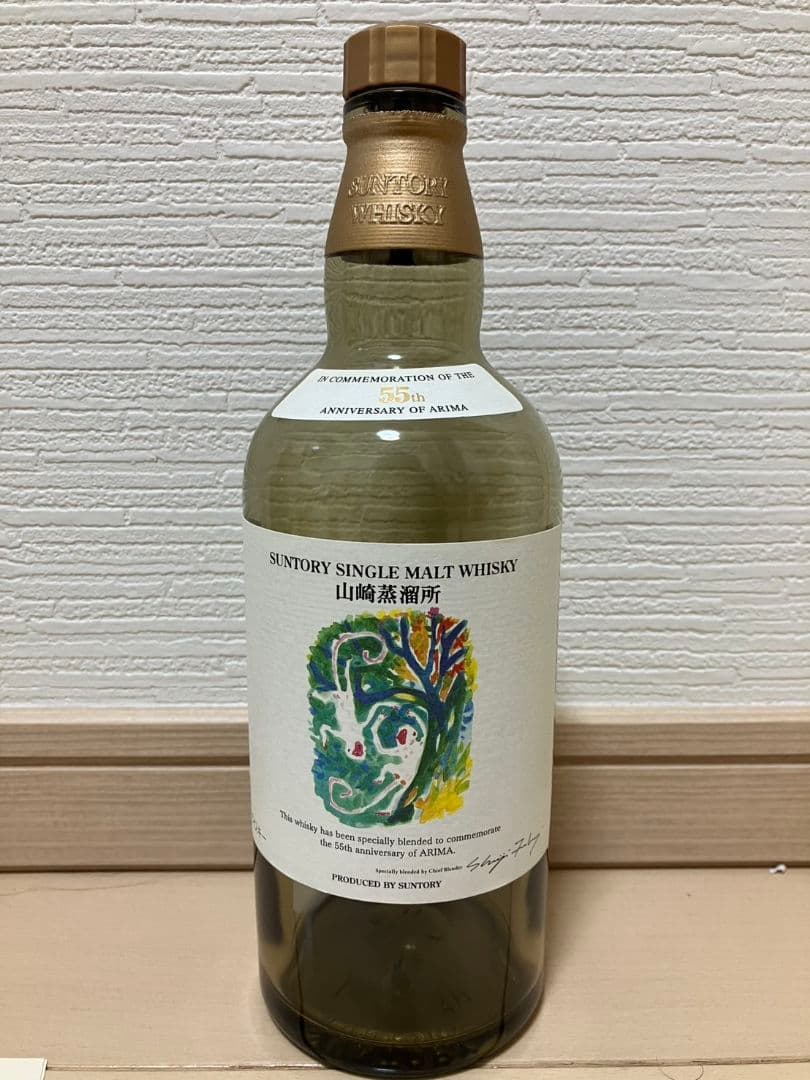 SUNTORY
WHISKY
IN COMMEMORATION OF THE
55th
ANNIVERSARY OF ARIMA
SUNTORY SINGLE MALT WHISKY
山崎蒸溜所
This whisky has been specially blended to commemorate
the 55th anniversary of ARIMA.
Specially blended by Chief Blender
PRODUCED BY SUNTORY